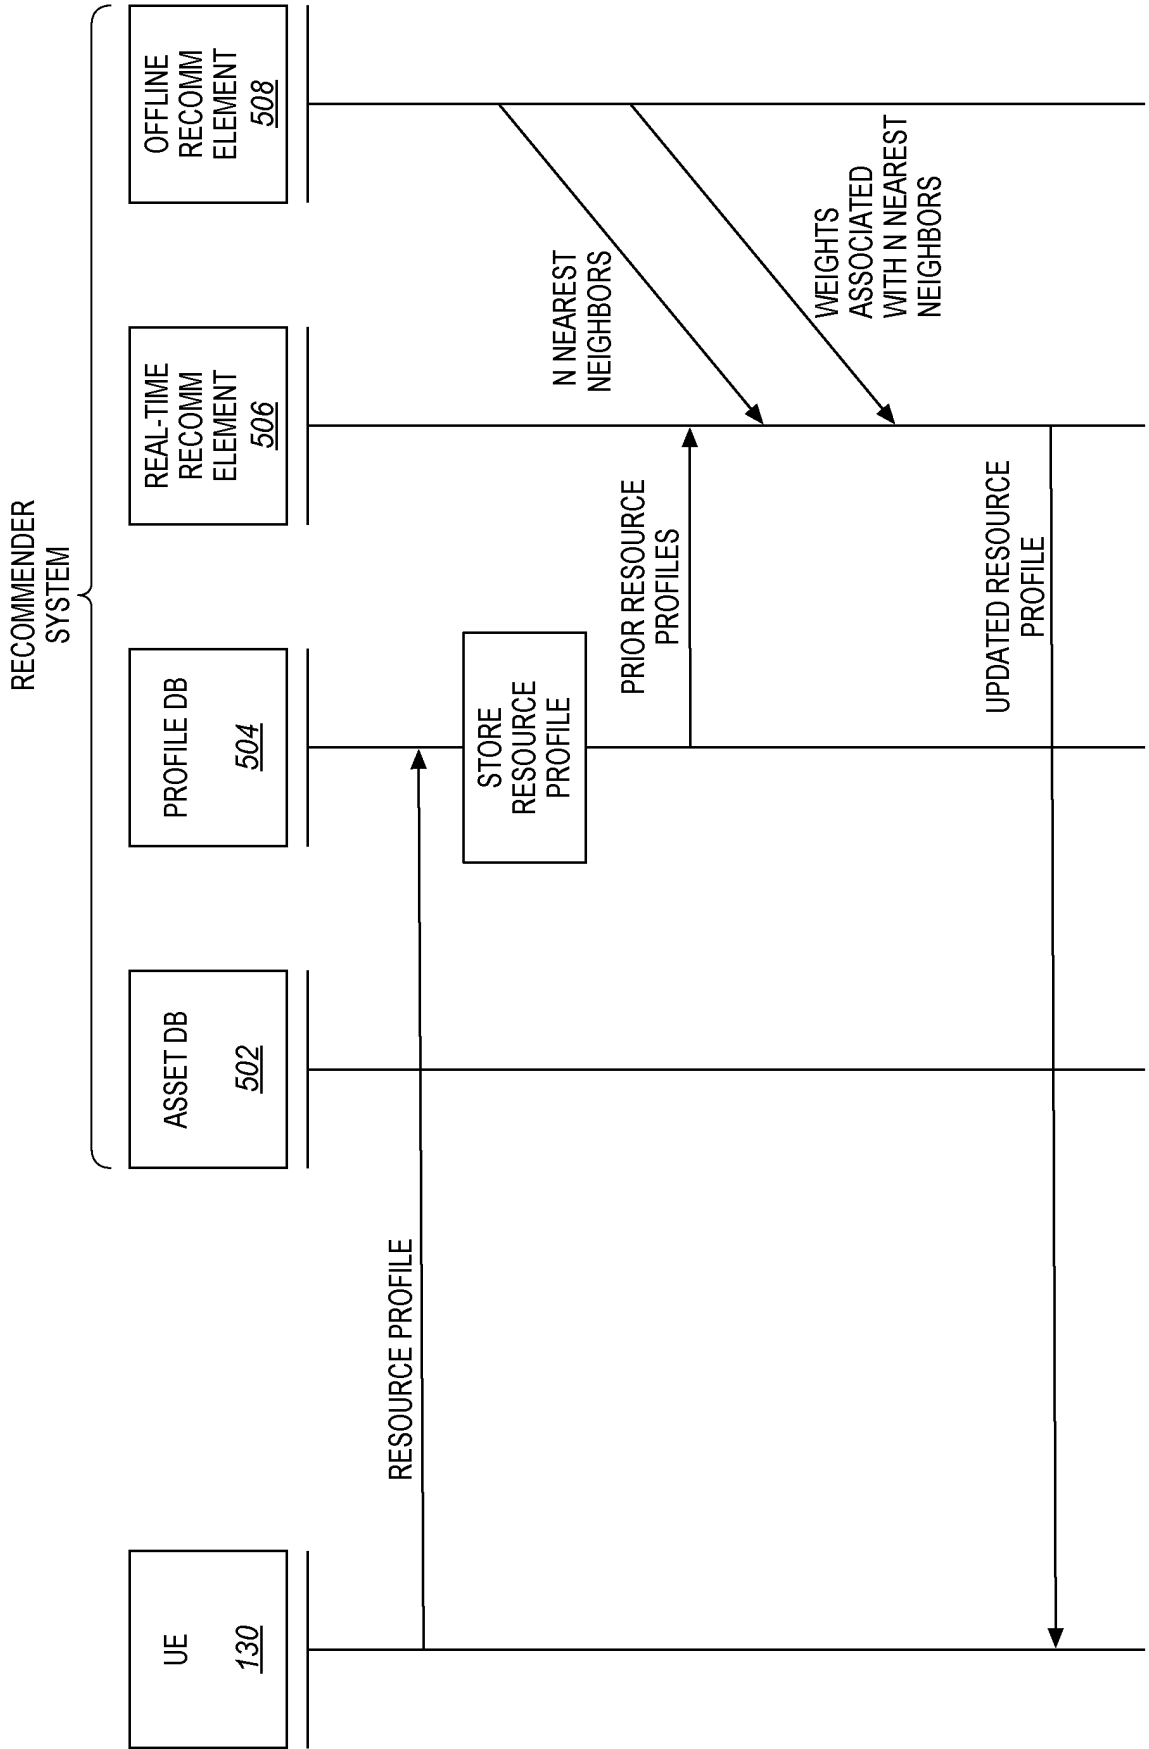 RECOMMENDER
SYSTEM
UE
130
ASSET DB
502
PROFILE DB
504
REAL-TIME
RECOMM
ELEMENT
506
OFFLINE
RECOMM
ELEMENT
508
RESOURCE PROFILE
STORE
RESOURCE
PROFILE
N NEAREST
NEIGHBORS
PRIOR RESOURCE
PROFILES
WEIGHTS
ASSOCIATED
WITH N NEAREST
NEIGHBORS
UPDATED RESOURCE
PROFILE